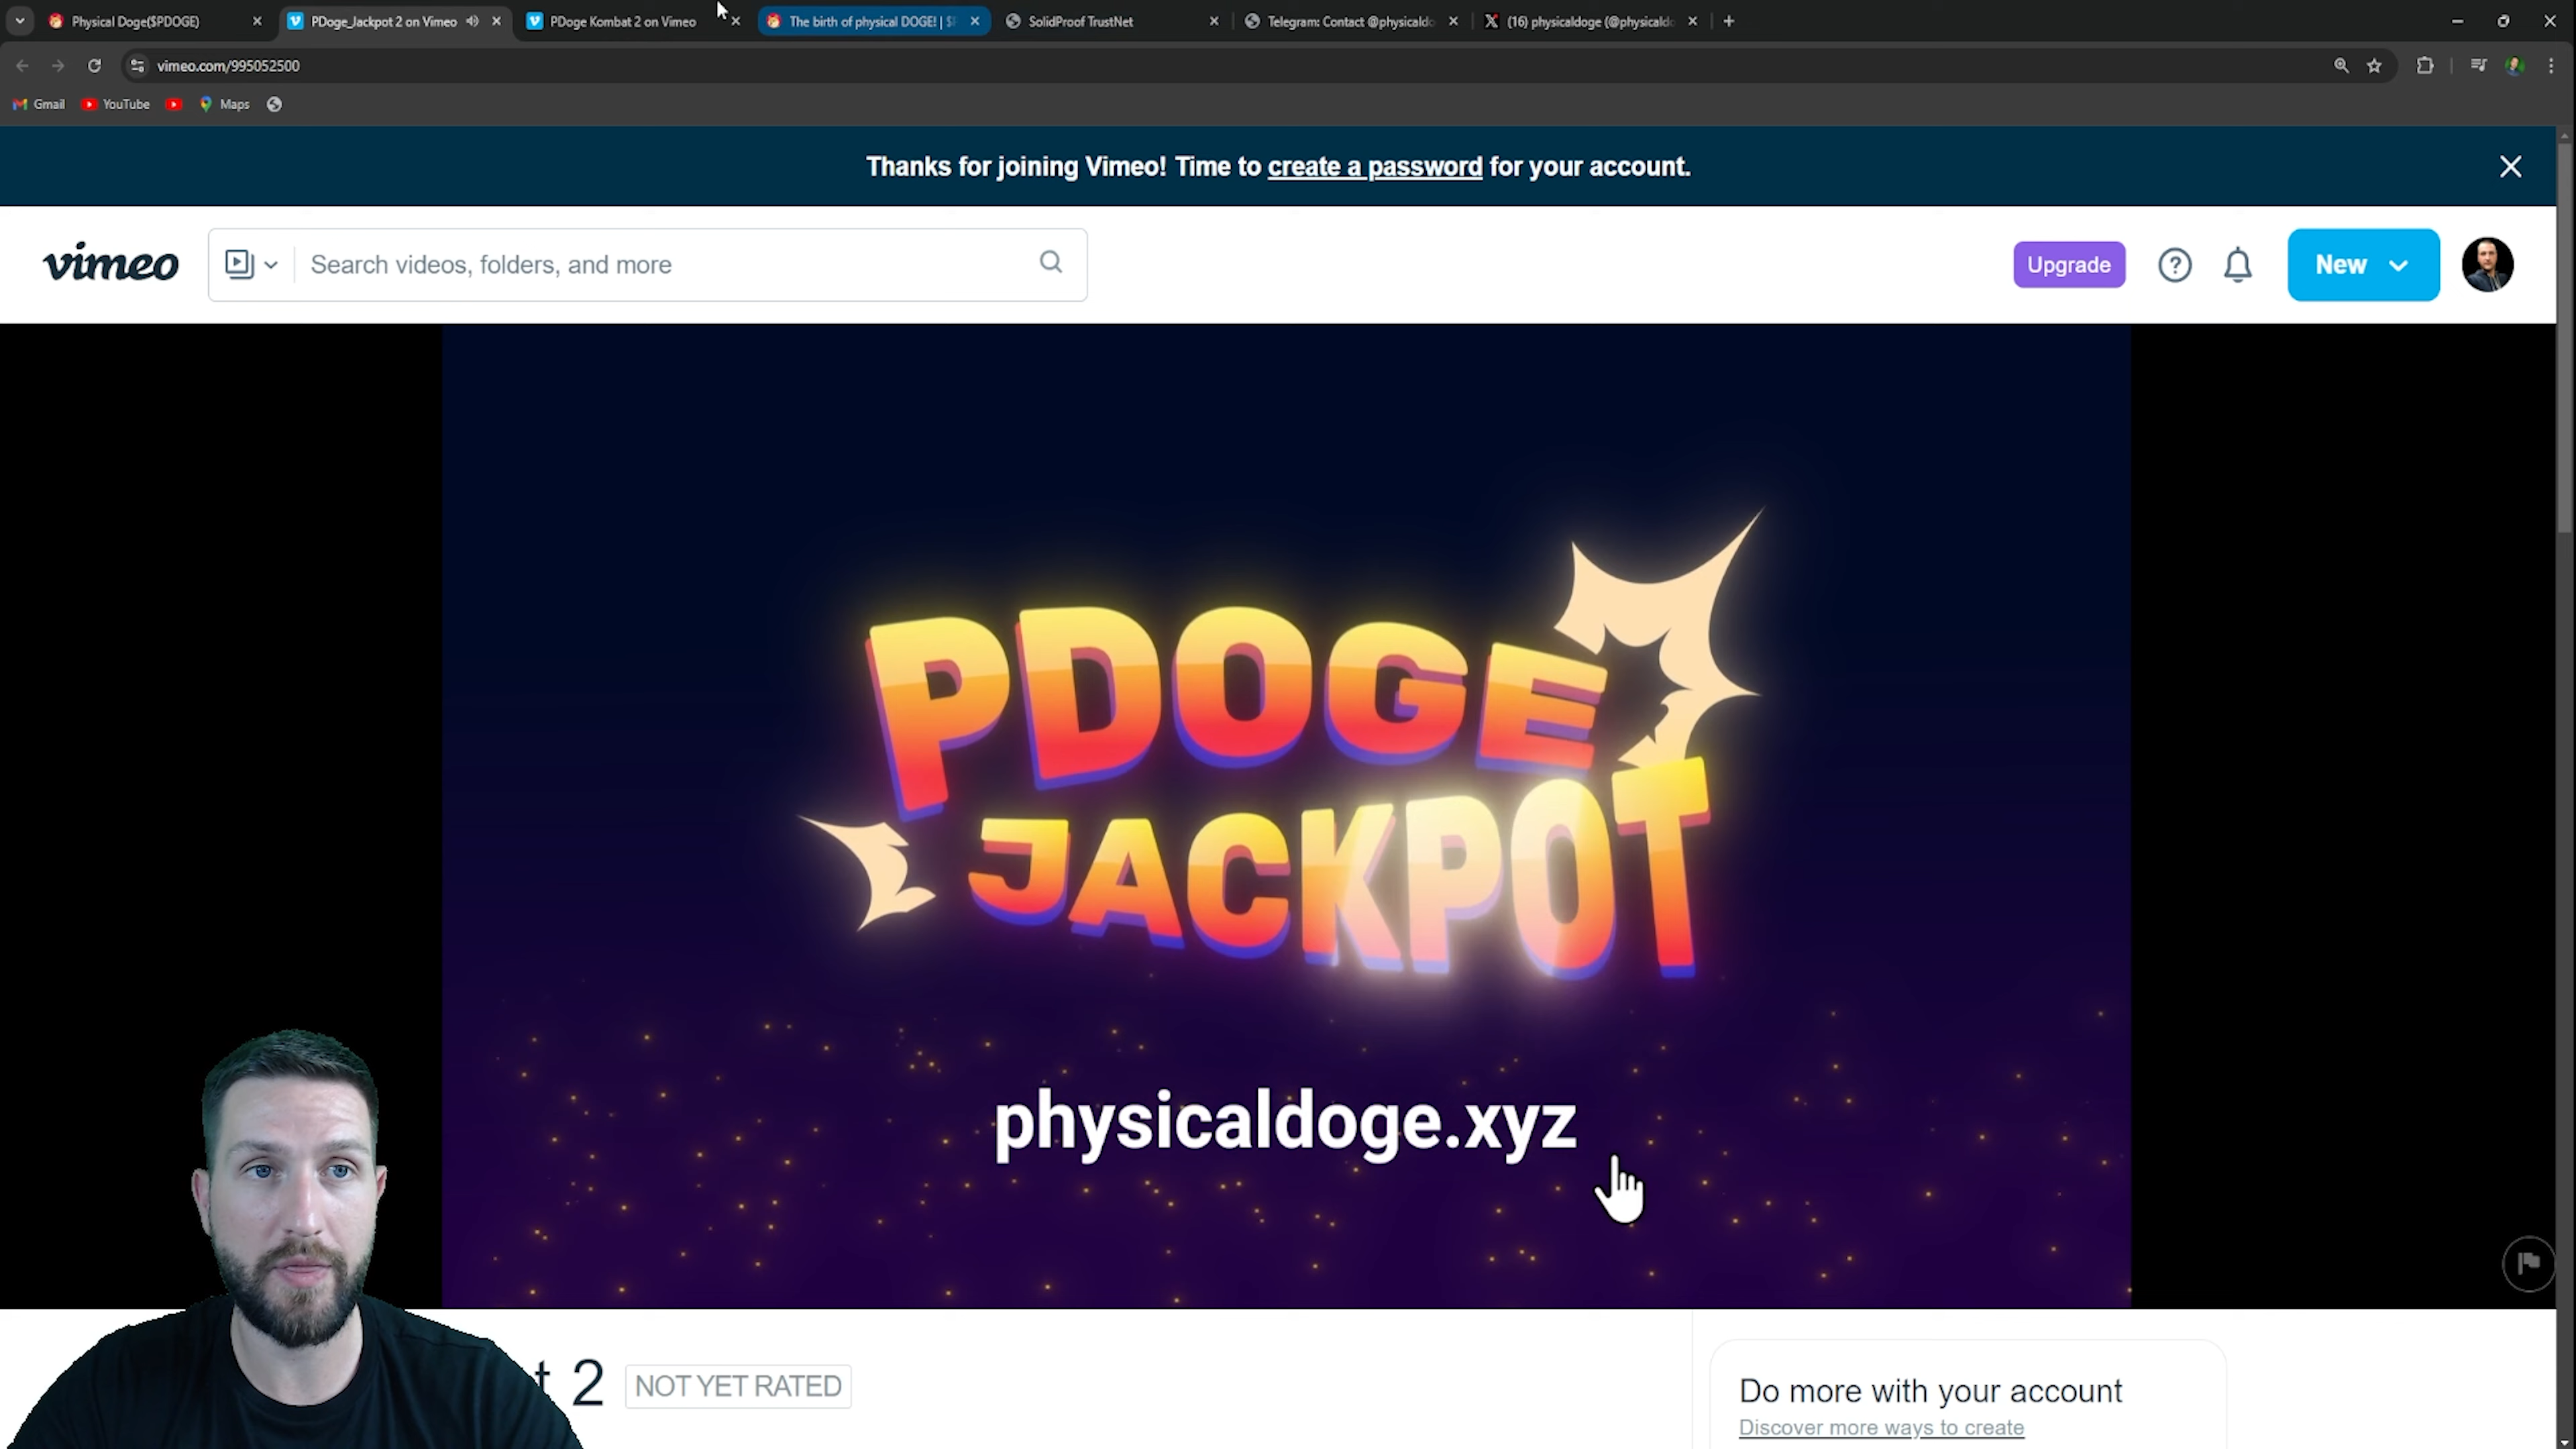 Physical Doge($PDOGE)
PDoge_Jackpot 2 on Vimeo
PDoge Kombat 2 on Vimeo
The birth of physical DOGE! | $P
SolidProof TrustNet
Telegram: Contact @physicaldo
(16) physicaldoge (@physicaldo
vimeo.com/995052500
Gmail
YouTube
Maps
Thanks for joining Vimeo! Time to create a password for your account.
vimeo
Search videos, folders, and more
Upgrade
New
PDOGE
JACKPOT
physicaldoge.xyz
t 2
NOT YET RATED
Do more with your account
Discover more ways to create